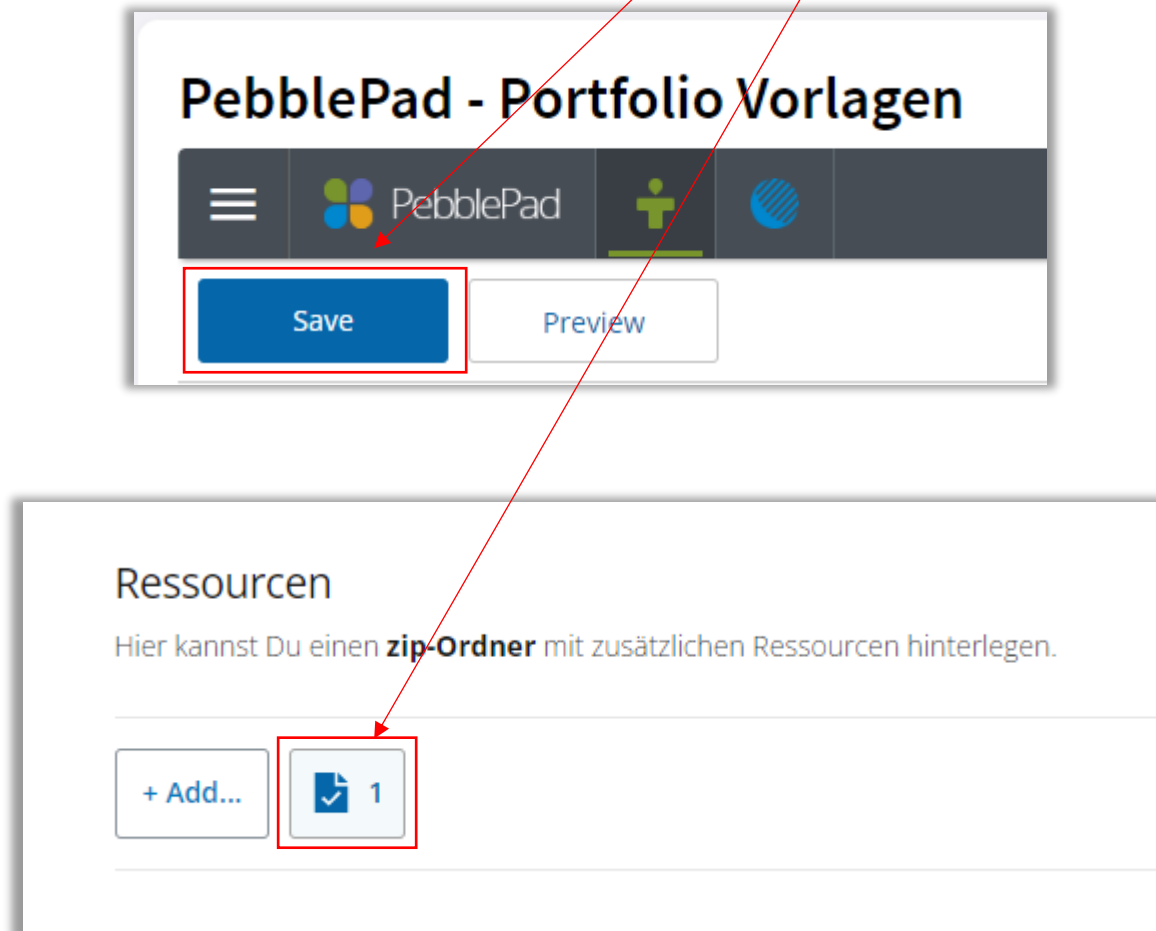 PebblePad - Portfolio Vorlagen
PebblePad
Save Preview
Ressourcen
Hier kannst Du einen zip-Ordner mit zusätzlichen Ressourcen hinterlegen.
+ Add... 1